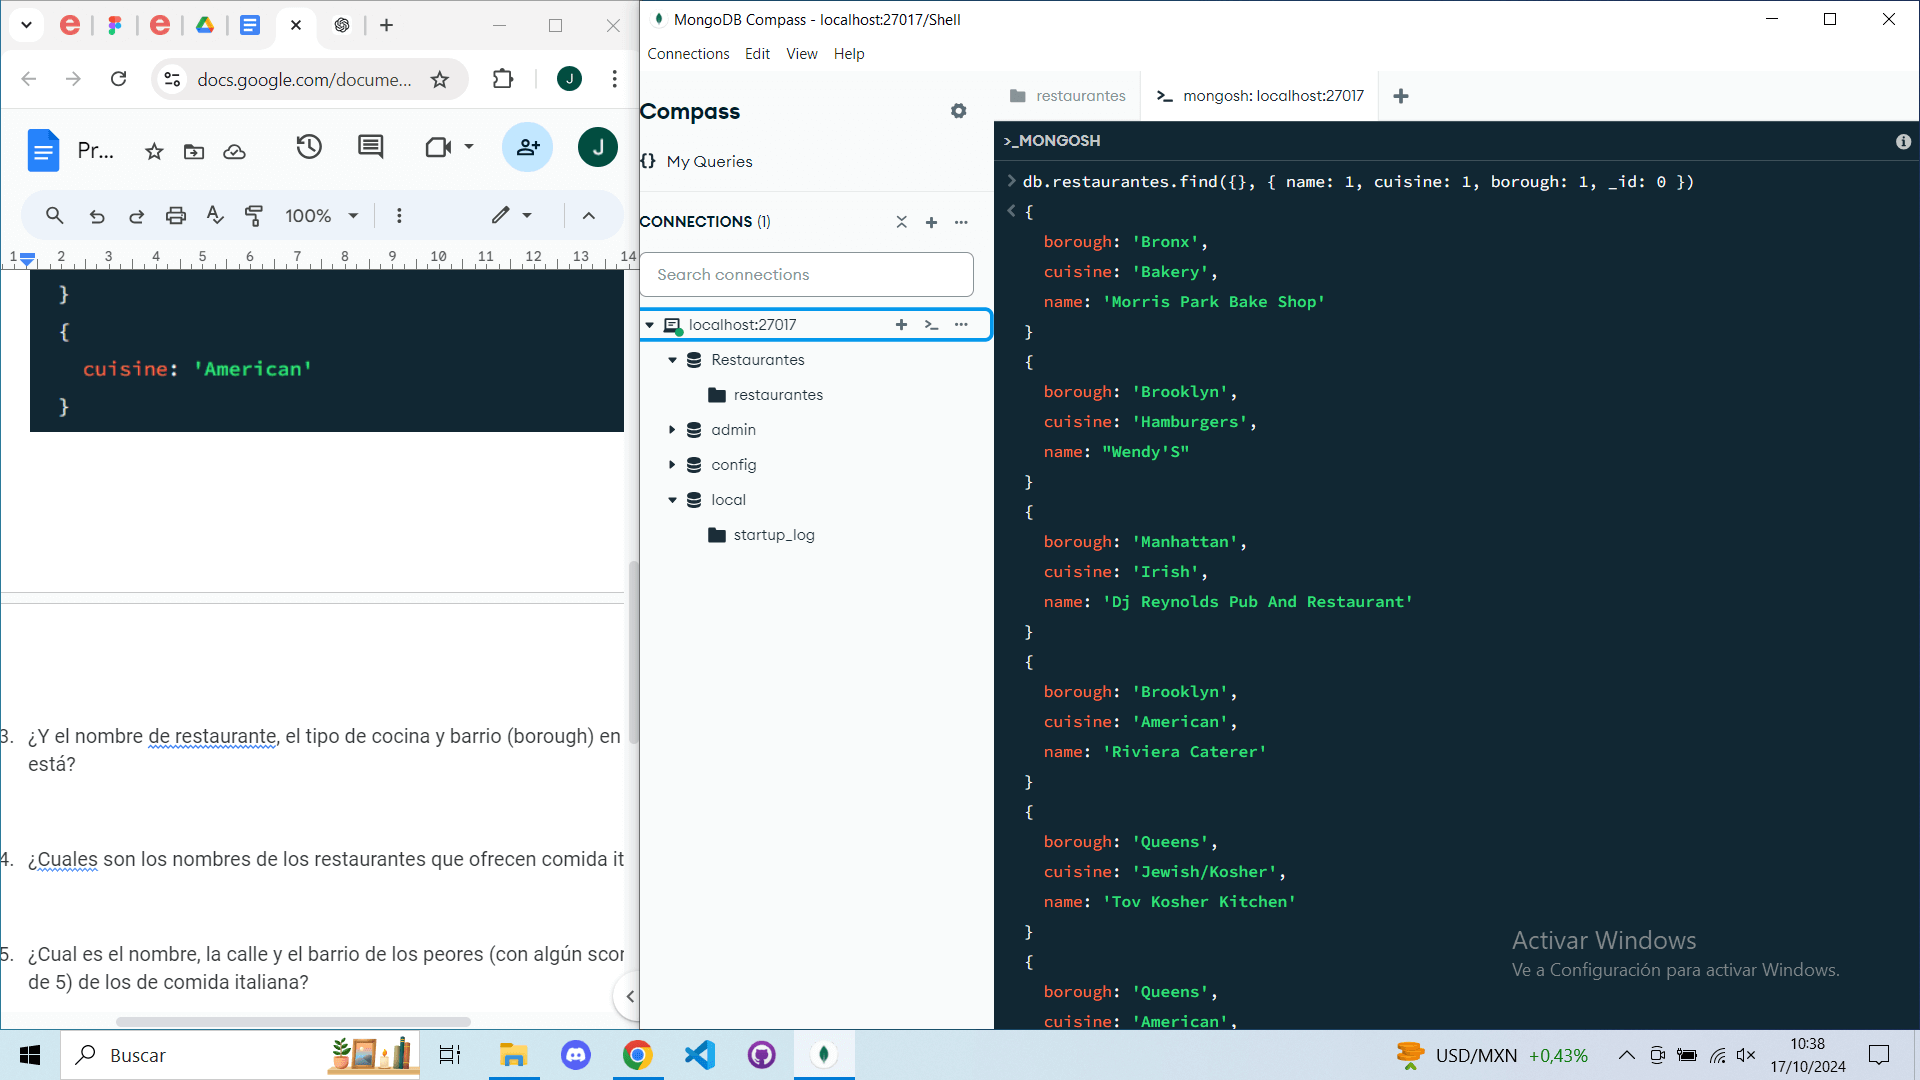 docs.google.com/docume...
J
Pr...
J
100%
1 2 3 4 5 6 7 8 9 10 11 12 13 14
}
{
cuisine: 'American'
}
3. ¿Y el nombre de restaurante, el tipo de cocina y barrio (borough) en
está?
4. ¿Cuales son los nombres de los restaurantes que ofrecen comida it
5. ¿Cual es el nombre, la calle y el barrio de los peores (con algún scor
de 5) de los de comida italiana?
MongoDB Compass - localhost:27017/Shell
Connections Edit View Help
Compass
{} My Queries
CONNECTIONS (1)
Search connections
localhost:27017
Restaurantes
restaurantes
admin
config
local
startup_log
restaurantes
>_ mongosh: localhost:27017
>_MONGOSH
> db.restaurantes.find({}, { name: 1, cuisine: 1, borough: 1, _id: 0 })
< {
borough: 'Bronx',
cuisine: 'Bakery',
name: 'Morris Park Bake Shop'
}
{
borough: 'Brooklyn',
cuisine: 'Hamburgers',
name: "Wendy'S"
}
{
borough: 'Manhattan',
cuisine: 'Irish',
name: 'Dj Reynolds Pub And Restaurant'
}
{
borough: 'Brooklyn',
cuisine: 'American',
name: 'Riviera Caterer'
}
{
borough: 'Queens',
cuisine: 'Jewish/Kosher',
name: 'Tov Kosher Kitchen'
}
{
borough: 'Queens',
cuisine: 'American',
Activar Windows
Ve a Configuración para activar Windows.
Buscar
USD/MXN +0,43%
10:38
17/10/2024